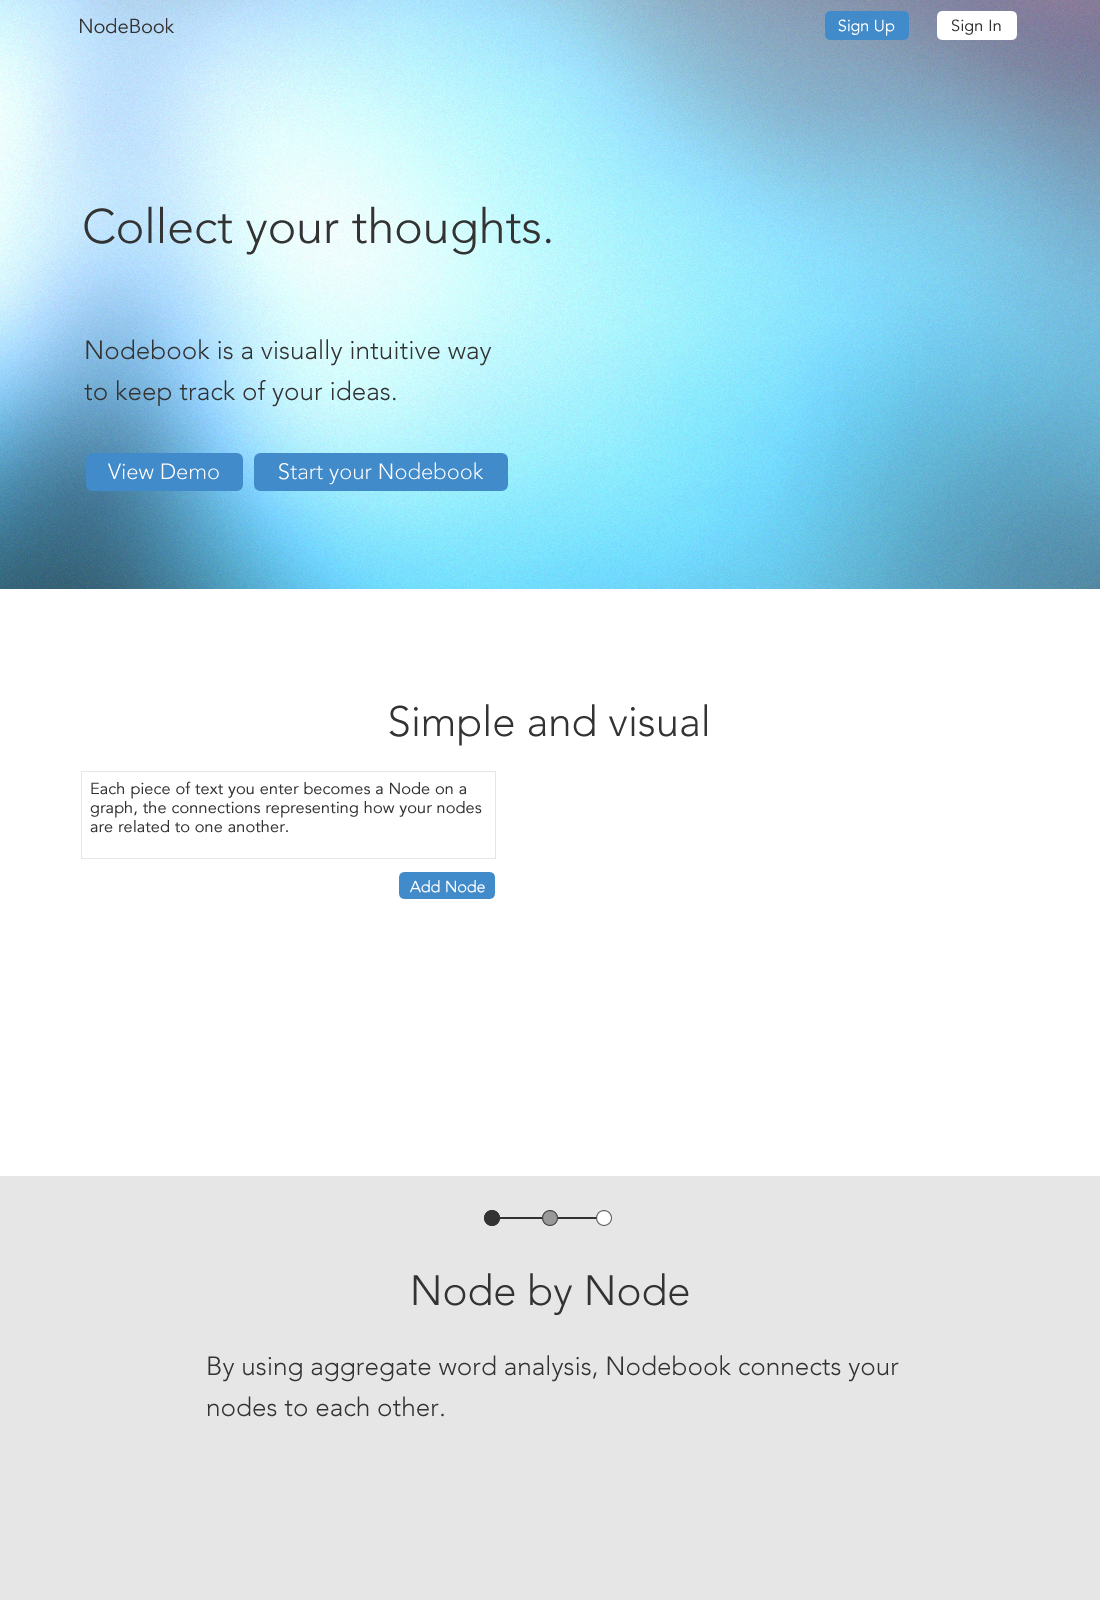 NodeBook
Sign Up
Sign In
Collect your thoughts.
Nodebook is a visually intuitive way
to keep track of your ideas.
View Demo
Start your Nodebook
Simple and visual
Each piece of text you enter becomes a Node on a
graph, the connections representing how your nodes
are related to one another.
Add Node
Node by Node
By using aggregate word analysis, Nodebook connects your
nodes to each other.